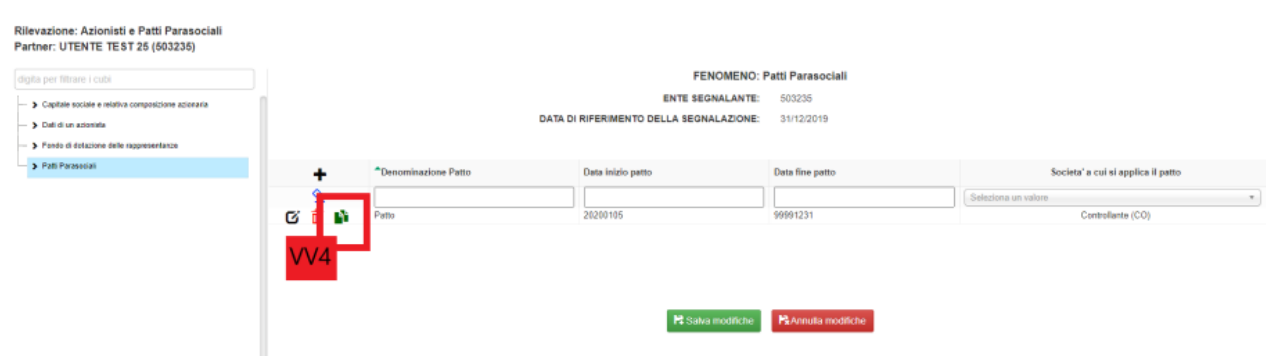 Rilevazione: Azionisti e Patti Parasociali
Partner: UTENTE TEST 25 (503235)
digita per filtrare i cubi
Capitale sociale e relativa composizione azionaria
Dati di un azionista
Fondo di dotazione delle rappresentanze
Patti Parasociali
FENOMENO: Patti Parasociali
ENTE SEGNALANTE: 503235
DATA DI RIFERIMENTO DELLA SEGNALAZIONE: 31/12/2019
Denominazione Patto Data inizio patto Data fine patto Societa' a cui si applica il patto
Seleziona un valore
Patto 20200105 99991231 Controllante (CO)
VV4
Salva modifiche Annulla modifiche